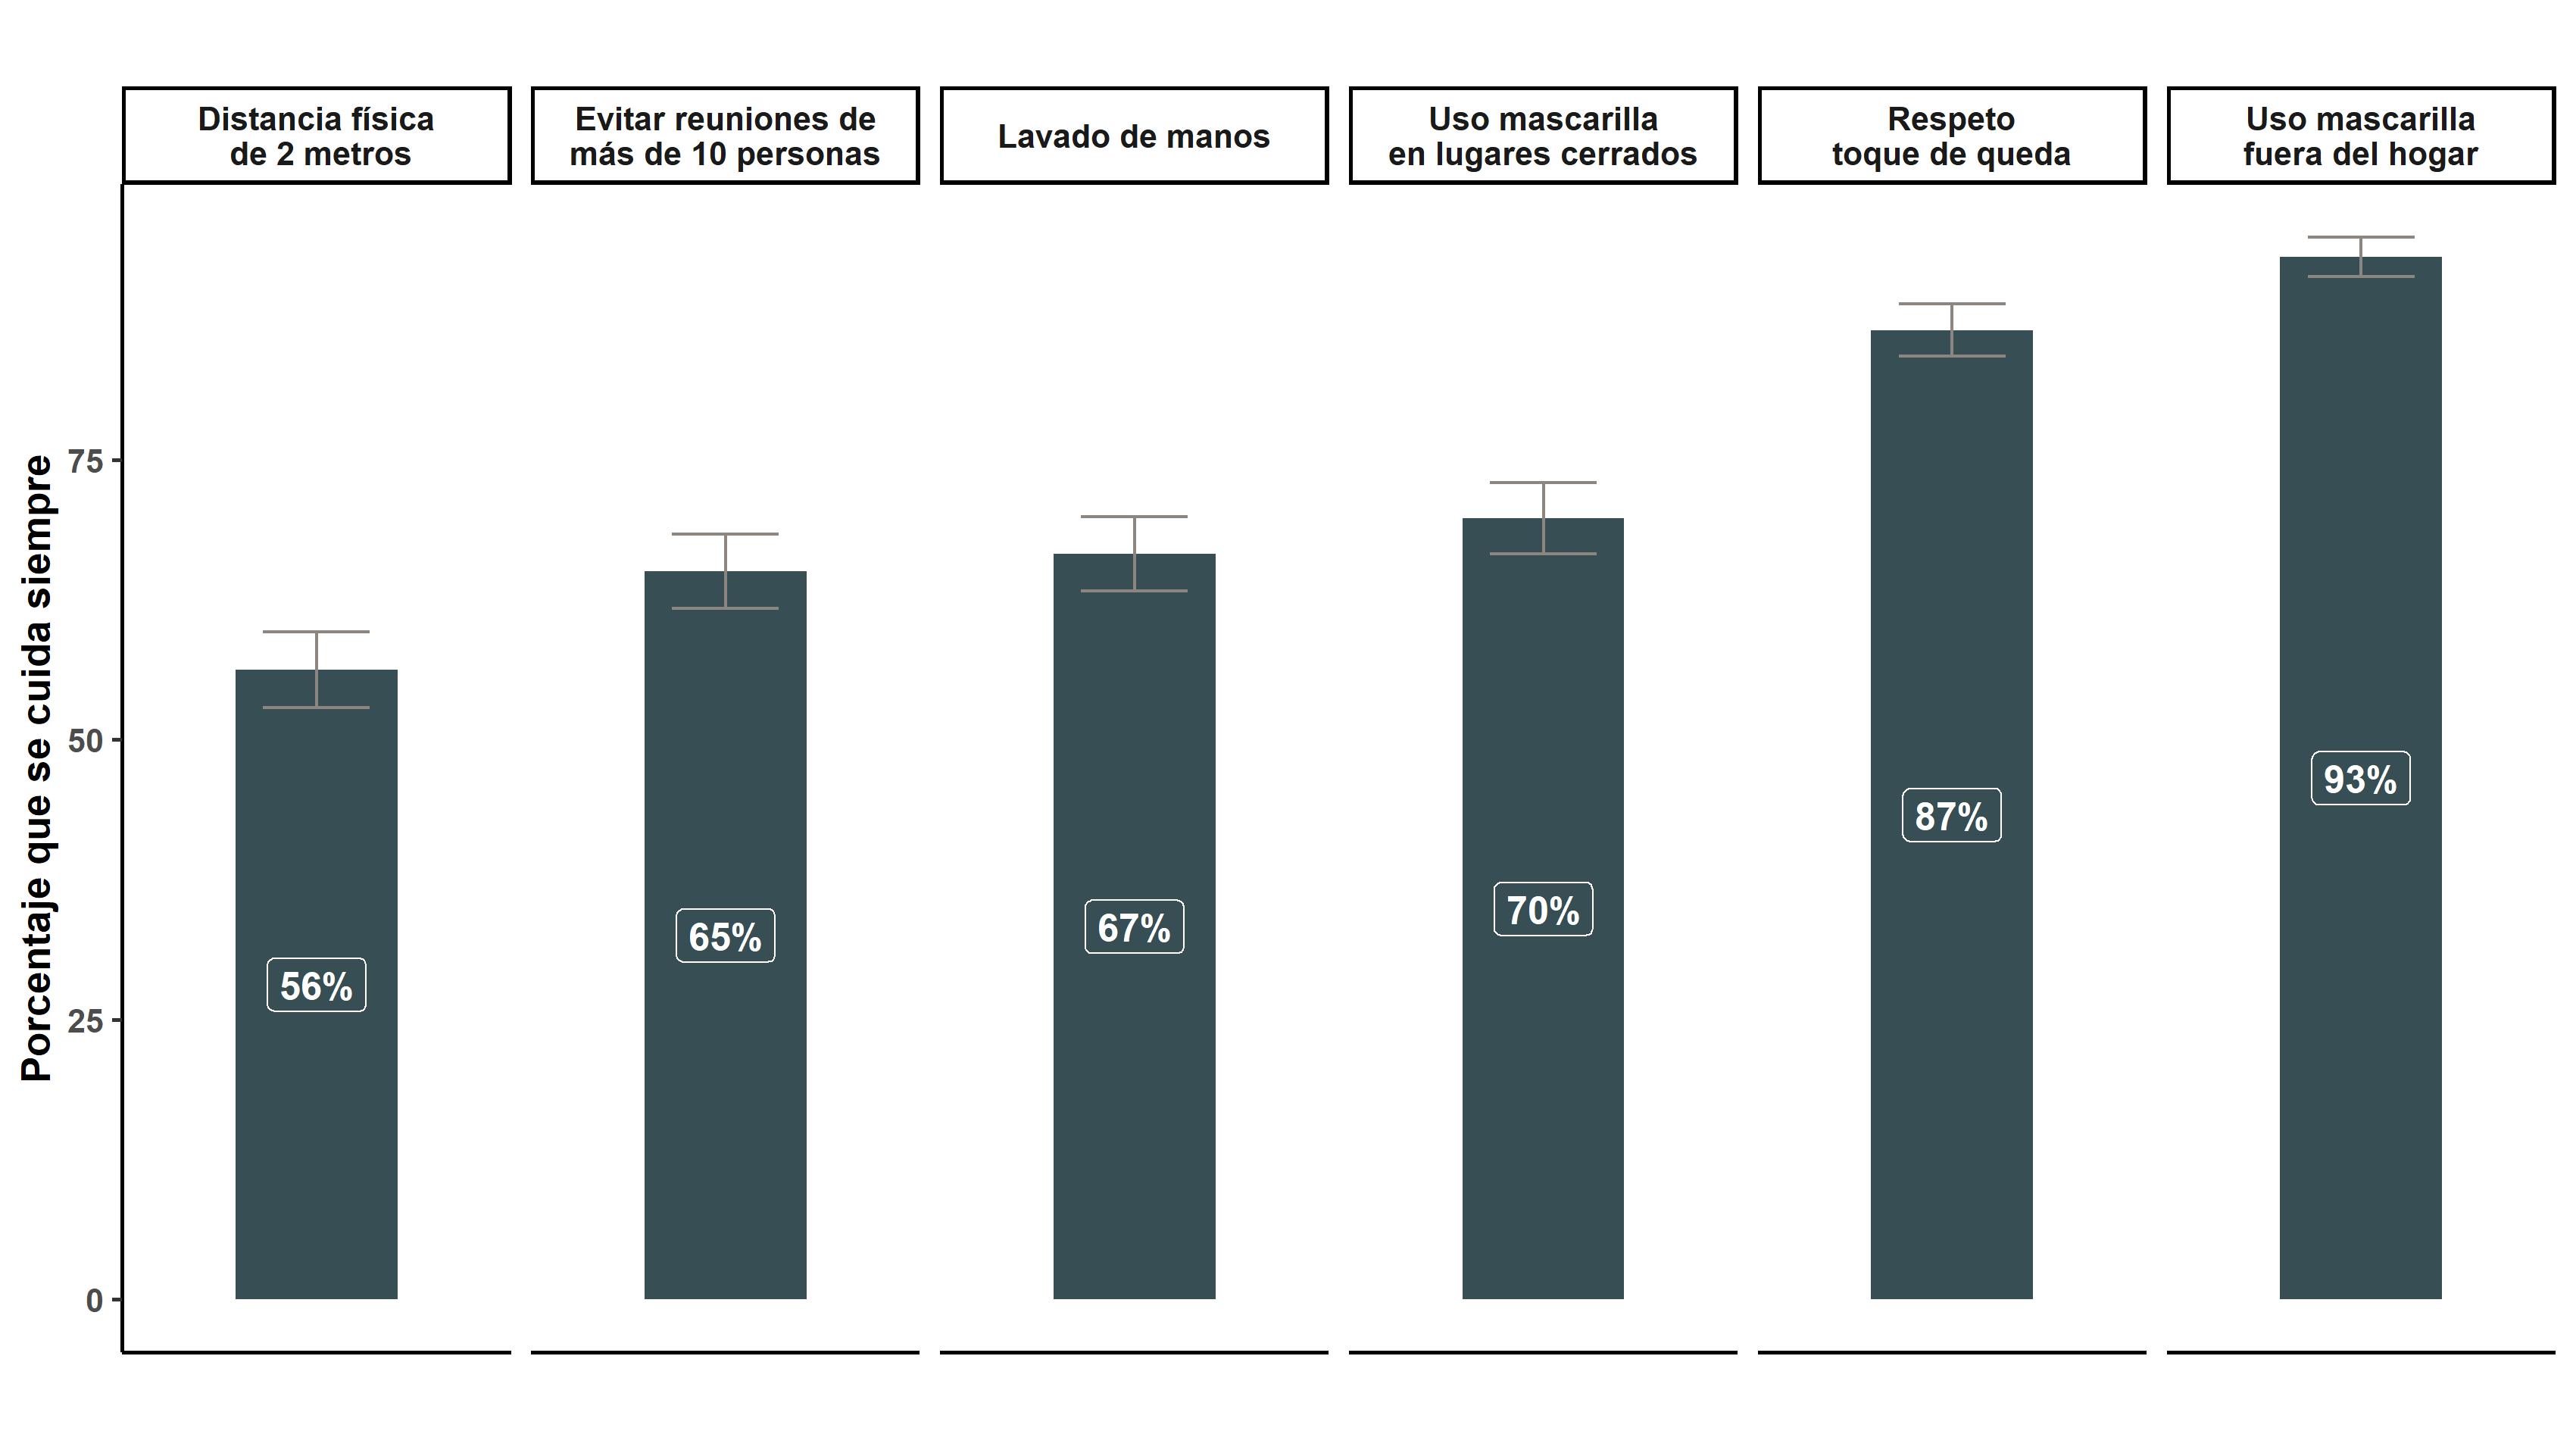 Distancia física
de 2 metros
Evitar reuniones de
más de 10 personas
Lavado de manos
Uso mascarilla
en lugares cerrados
Respeto
toque de queda
Uso mascarilla
fuera del hogar
Porcentaje que se cuida siempre
75
50
25
0
56%
65%
67%
70%
87%
93%